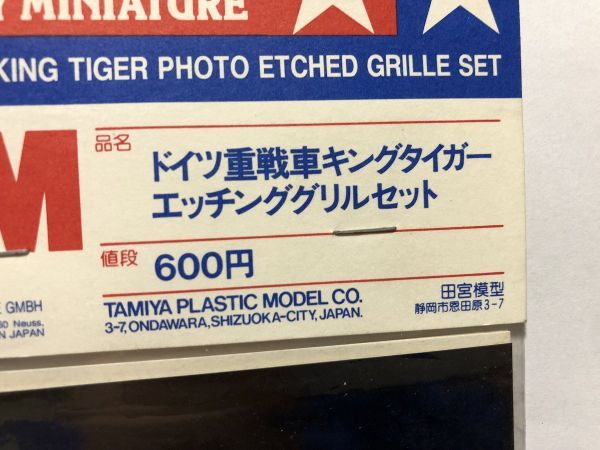 Y MINIATURE
KING TIGER PHOTO ETCHED GRILLE SET
M
品名
ドイツ重戦車キングタイガー
エッチンググリルセット
値段
600円
E GMBH
60 Neuss.
N JAPAN
TAMIYA PLASTIC MODEL CO.
3-7, ONDAWARA, SHIZUOKA-CITY, JAPAN.
田宮模型
静岡市恩田原3-7